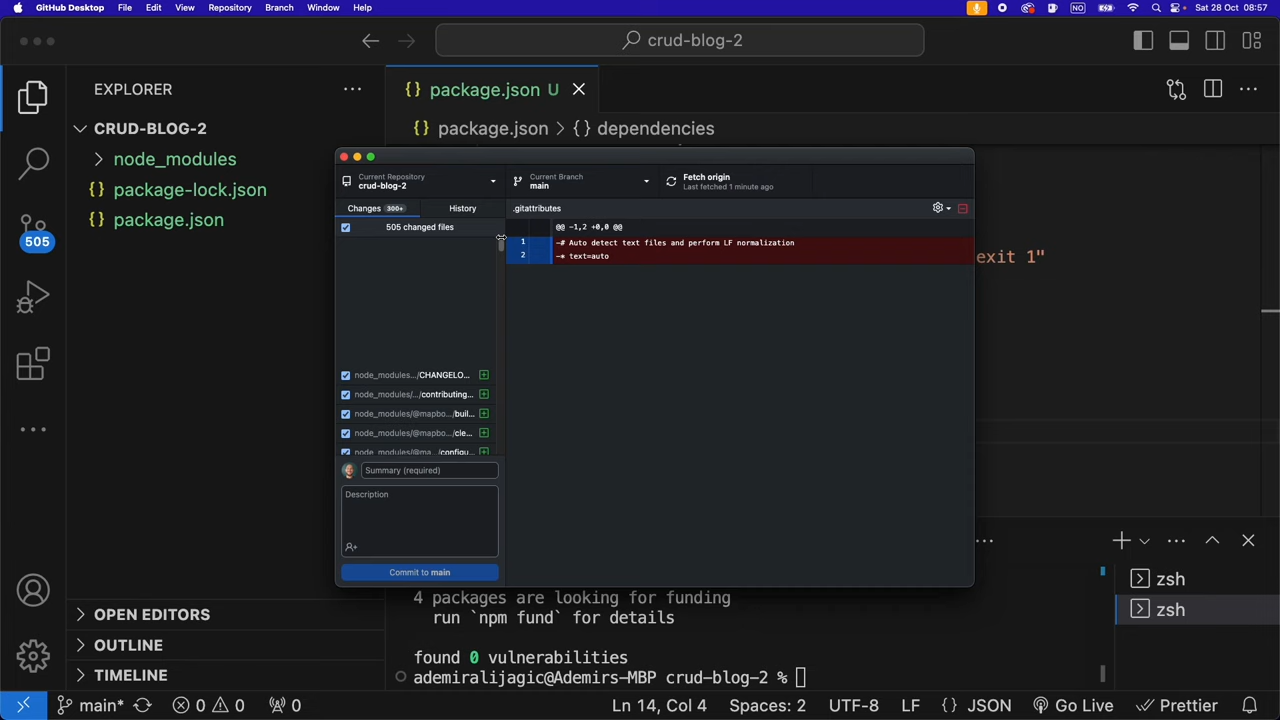 GitHub Desktop File Edit View Repository Branch Window Help NO Sat 28 Oct 08:57
crud-blog-2
EXPLORER ···
{} package.json U
CRUD-BLOG-2
{} package.json > {} dependencies
node_modules
{} package-lock.json
{} package.json
505
exit 1"
Current Repository
crud-blog-2
Current Branch
main
Fetch origin
Last fetched 1 minute ago
Changes 300+
History
.gitattributes
505 changed files
@@ -1,2 +0,0 @@
1 -# Auto detect text files and perform LF normalization
2 -* text=auto
node_modules.../CHANGELO...
node_modules/.../contributing...
node_modules/@mapbo.../buil...
node_modules/@mapbo.../cle...
node_modules/@ma.../configu...
Summary (required)
Description
Commit to main
zsh
zsh
4 packages are looking for funding
run `npm fund` for details
found 0 vulnerabilities
ademiralijagic@Ademirs-MBP crud-blog-2 %
OPEN EDITORS
OUTLINE
TIMELINE
main* 0 0 0 Ln 14, Col 4 Spaces: 2 UTF-8 LF {} JSON Go Live Prettier